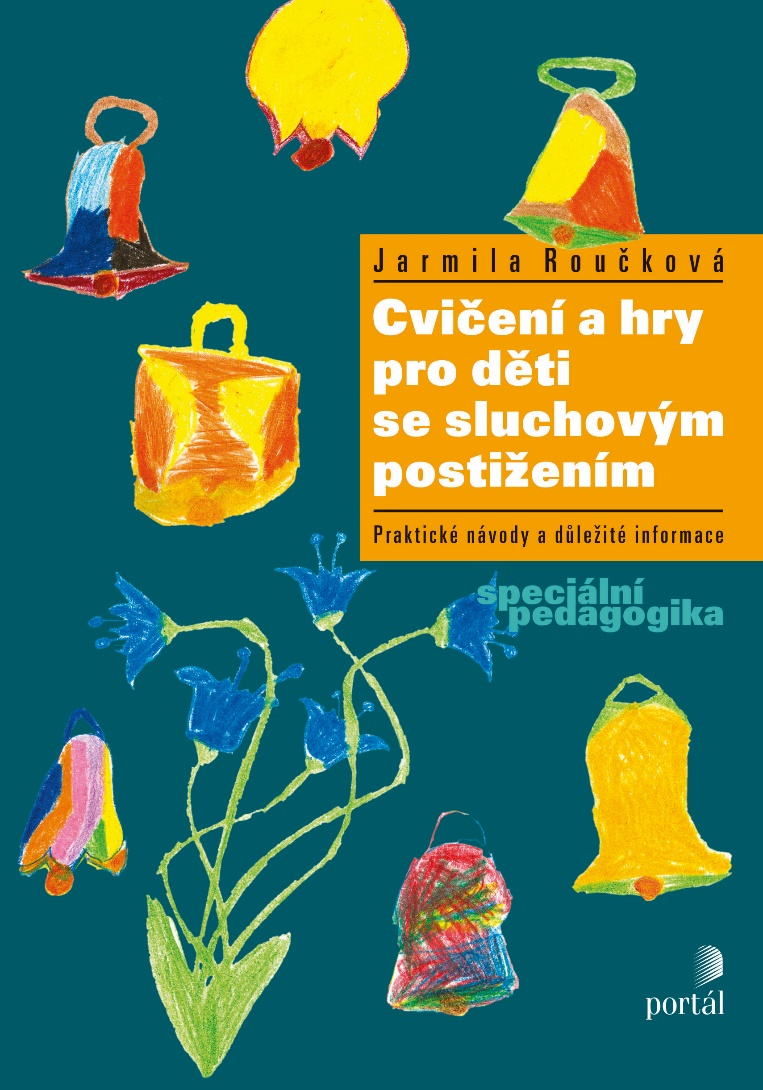 Jarmila Roučková
Cvičení a hry
pro děti
se sluchovým
postižením
Praktické návody a důležité informace
speciální
pedagogika
portál